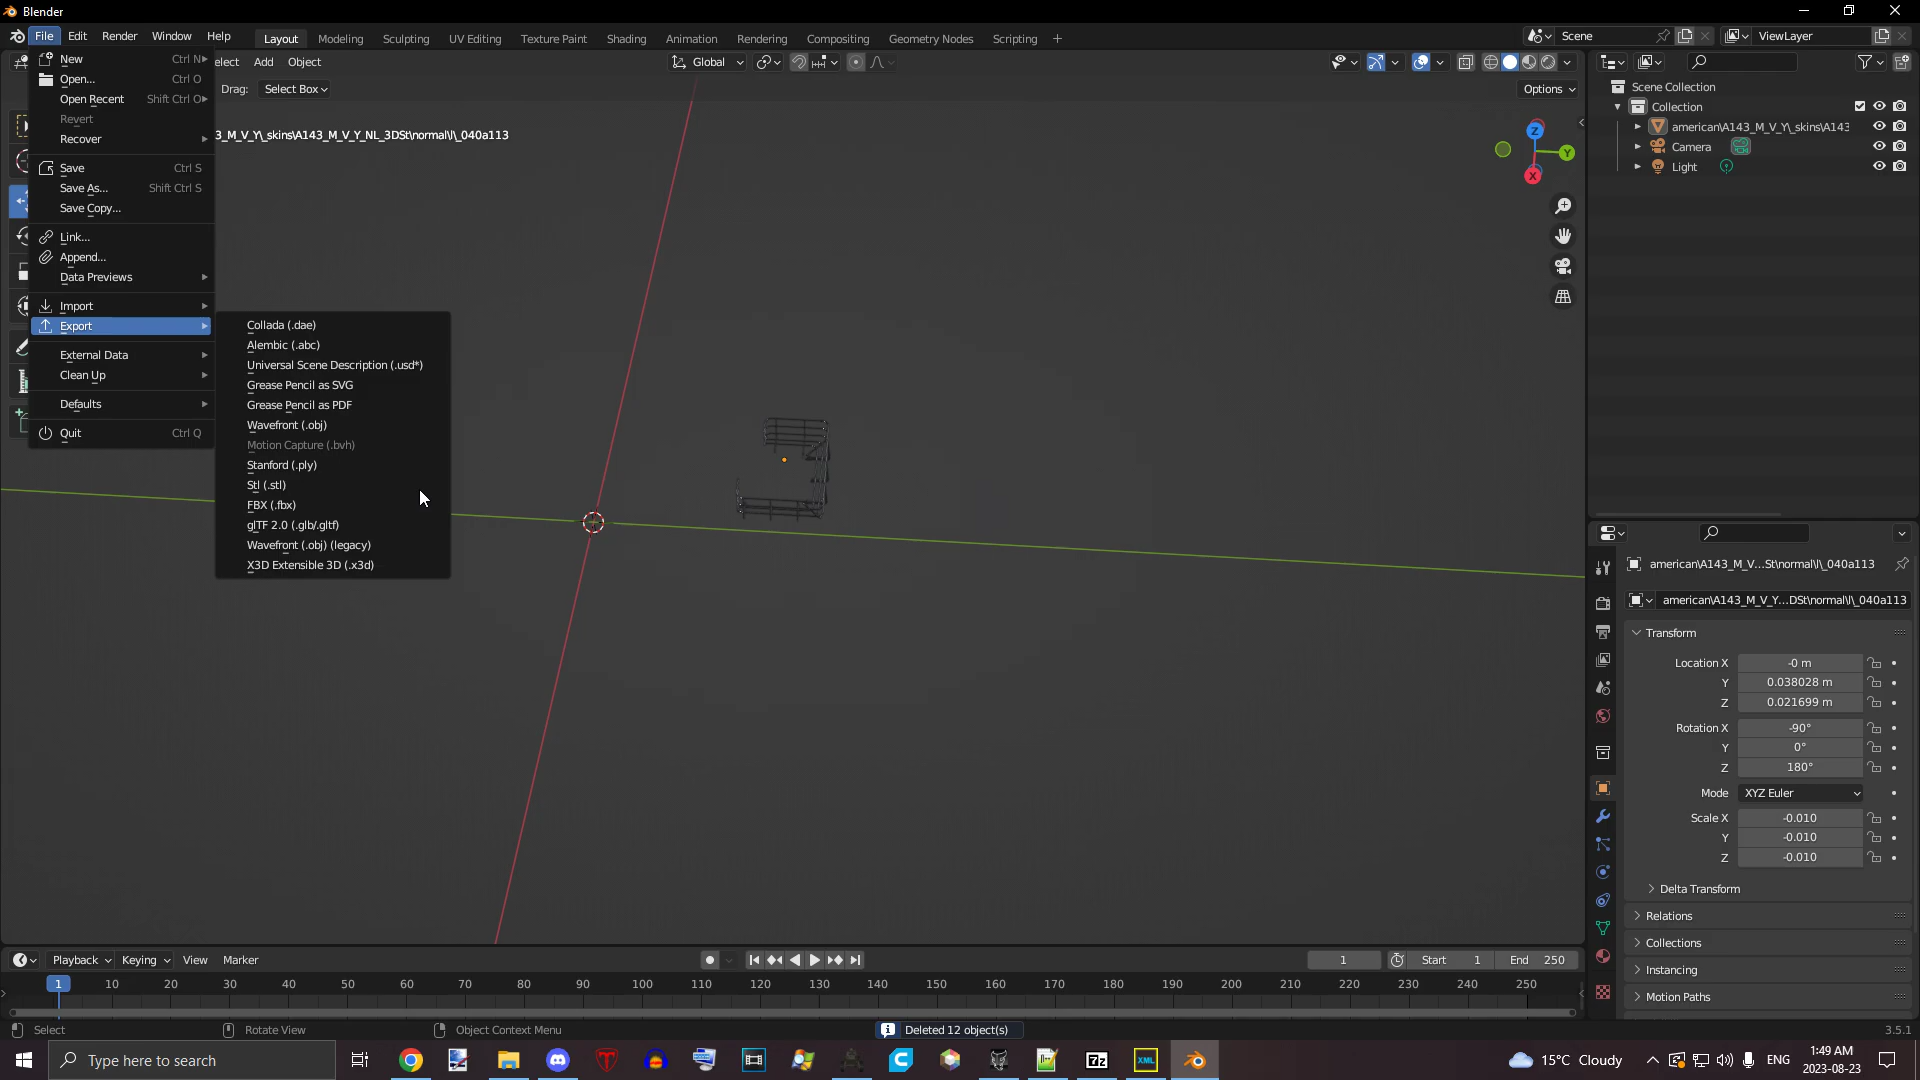 Blender
File Edit Render Window Help Layout Modeling Sculpting UV Editing Texture Paint Shading Animation Rendering Compositing Geometry Nodes Scripting + Scene ViewLayer
New Ctrl N
Open... Ctrl O
Open Recent Shift Ctrl O
Revert
Recover
Save Ctrl S
Save As... Shift Ctrl S
Save Copy...
Link...
Append...
Data Previews
Import
Export
External Data
Clean Up
Defaults
Quit Ctrl Q
Collada (.dae)
Alembic (.abc)
Universal Scene Description (.usd*)
Grease Pencil as SVG
Grease Pencil as PDF
Wavefront (.obj)
Motion Capture (.bvh)
Stanford (.ply)
Stl (.stl)
FBX (.fbx)
glTF 2.0 (.glb/.gltf)
Wavefront (.obj) (legacy)
X3D Extensible 3D (.x3d)
elect Add Object Global
Drag: Select Box Options
3_M_V_Y\_skins\A143_M_V_Y_NL_3DSt\normal\J\_040a113
Z
Y
X
Scene Collection
Collection
american\A143_M_V_Y\_skins\A143
Camera
Light
american\A143_M_V...St\normal\J\_040a113
american\A143_M_V_Y...DSt\normal\J\_040a113
Transform
Location X -0 m
Y 0.038028 m
Z 0.021699 m
Rotation X -90°
Y 0°
Z 180°
Mode XYZ Euler
Scale X -0.010
Y -0.010
Z -0.010
Delta Transform
Relations
Collections
Instancing
Motion Paths
Playback Keying View Marker 1 Start 1 End 250
1 10 20 30 40 50 60 70 80 90 100 110 120 130 140 150 160 170 180 190 200 210 220 230 240 250
Select Rotate View Object Context Menu Deleted 12 object(s) 3.5.1
Type here to search 7z XML 15°C Cloudy ENG 1:49 AM
2023-08-23